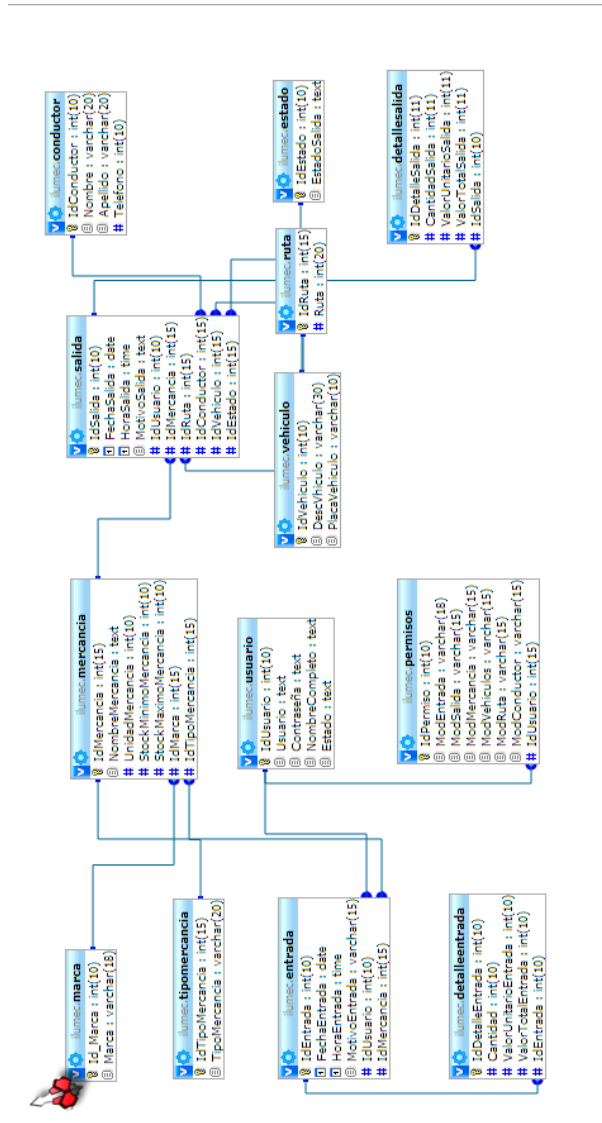 ilumec.marca
Id_Marca : int(10)
Marca : varchar(18)
ilumec.tipomercancia
IdTipoMercancia : int(15)
TipoMercancia : varchar(20)
ilumec.entrada
IdEntrada : int(10)
FechaEntrada : date
HoraEntrada : time
MotivoEntrada : varchar(15)
IdUsuario : int(10)
IdMercancia : int(15)
ilumec.detalleentrada
IdDetalleEntrada : int(10)
Cantidad : int(10)
ValorUnitarioEntrada : int(10)
ValorTotalEntrada : int(10)
IdEntrada : int(10)
ilumec.mercancia
IdMercancia : int(15)
NombreMercancia : text
UnidadMercancia : int(10)
StockMinimoMercancia : int(10)
StockMaximoMercancia : int(10)
IdMarca : int(15)
IdTipoMercancia : int(15)
ilumec.usuario
IdUsuario : int(10)
Usuario : text
Contraseña : text
NombreCompleto : text
Estado : text
ilumec.permisos
IdPermiso : int(10)
ModEntrada : varchar(18)
ModSalida : varchar(15)
ModMercancia : varchar(15)
ModVehiculos : varchar(15)
ModRuta : varchar(15)
ModConductor : varchar(15)
IdUsuario : int(15)
ilumec.salida
IdSalida : int(10)
FechaSalida : date
HoraSalida : time
MotivoSalida : text
IdUsuario : int(10)
IdMercancia : int(15)
IdRuta : int(15)
IdConductor : int(15)
IdVehiculo : int(15)
IdEstado : int(15)
ilumec.vehiculo
IdVehiculo : int(10)
DescVhiculo : varchar(30)
PlacaVehiculo : varchar(10)
ilumec.ruta
IdRuta : int(15)
Ruta : int(20)
ilumec.conductor
IdConductor : int(10)
Nombre : varchar(20)
Apellido : varchar(20)
Telefono : int(10)
ilumec.estado
IdEstado : int(10)
EstadoSalida : text
ilumec.detallesalida
IdDetalleSalida : int(11)
CantidadSalida : int(11)
ValorUnitarioSalida : int(11)
ValorTotalSalida : int(11)
IdSalida : int(10)